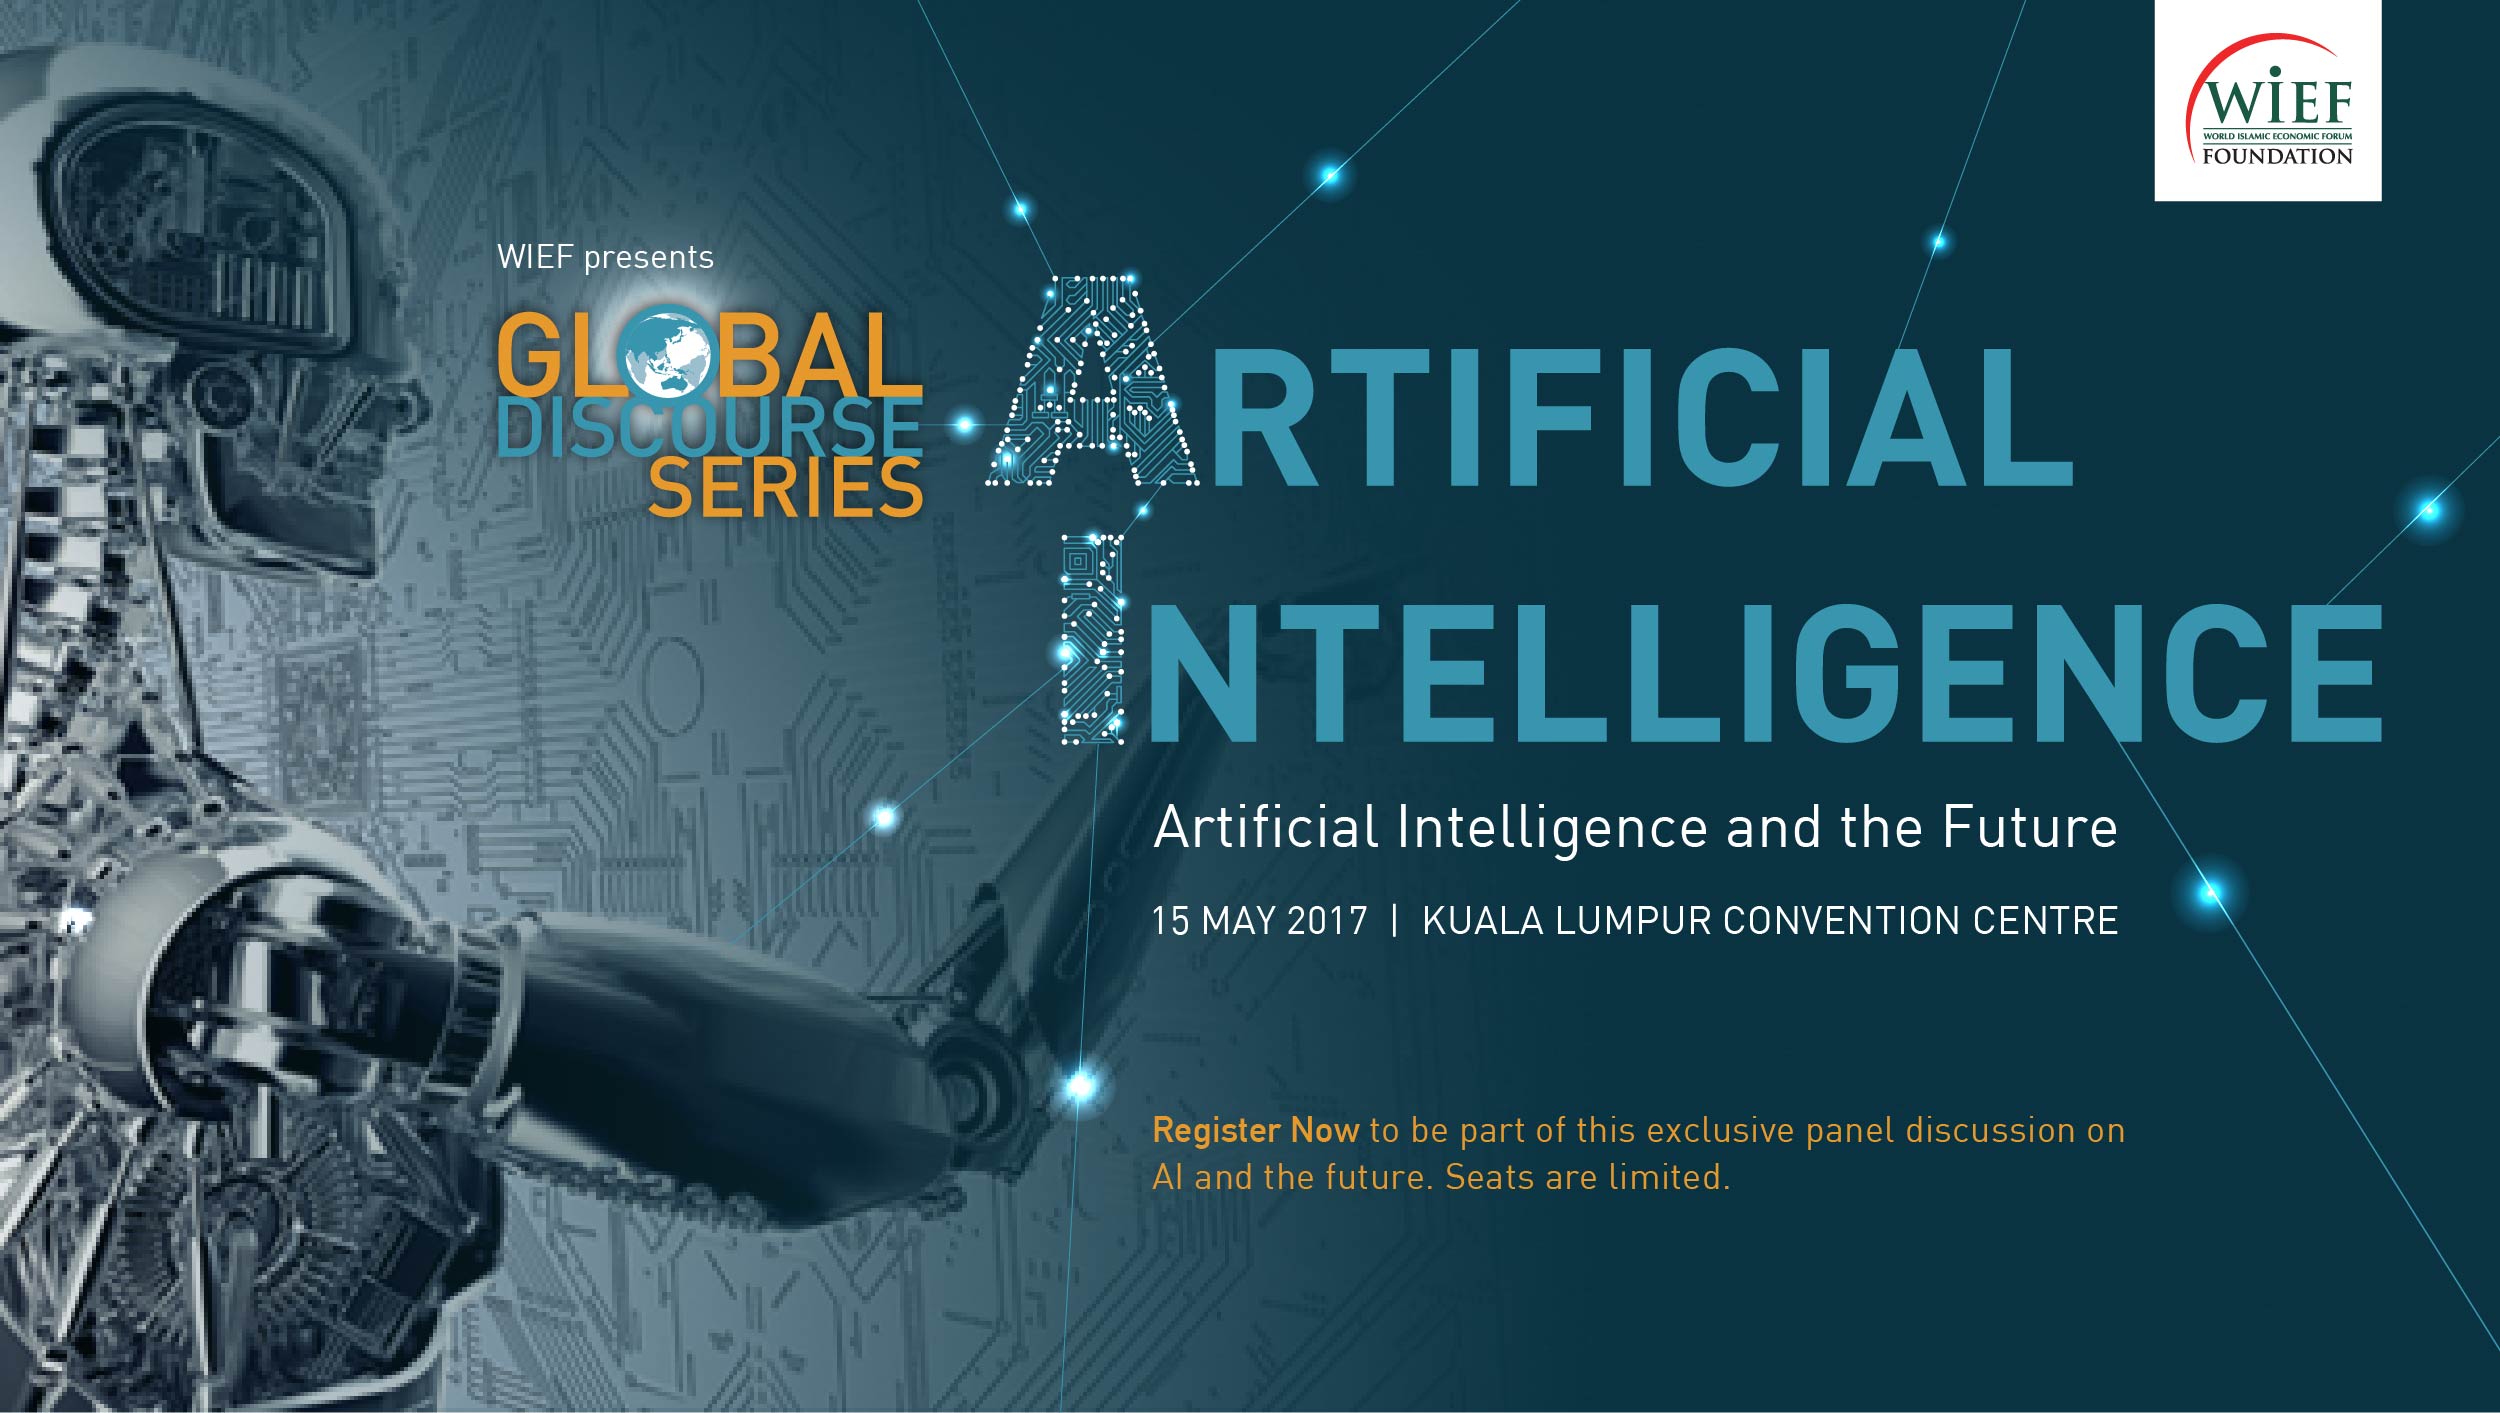 WiEF
WORLD ISLAMIC ECONOMIC FORUM
FOUNDATION
WIEF presents
GLOBAL
DISCOURSE
SERIES
ARTIFICIAL
INTELLIGENCE
Artificial Intelligence and the Future
15 MAY 2017 | KUALA LUMPUR CONVENTION CENTRE
Register Now to be part of this exclusive panel discussion on
AI and the future. Seats are limited.